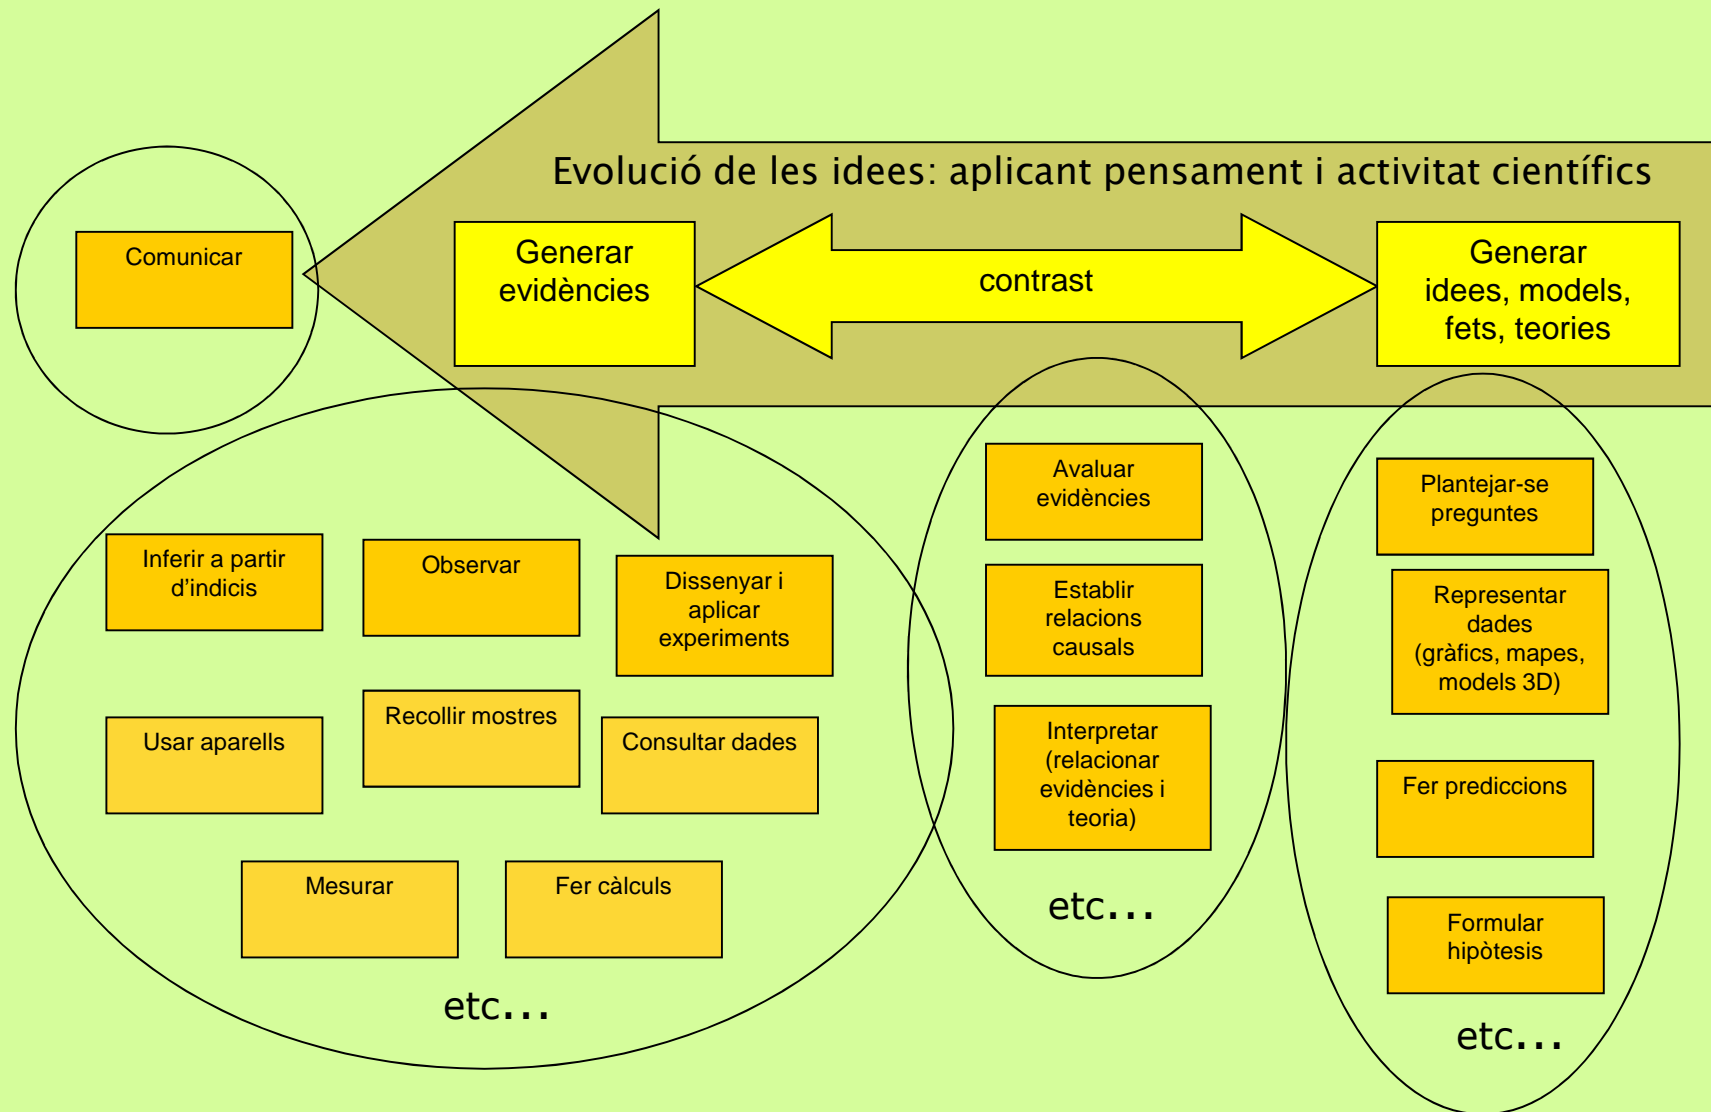 Evolució de les idees: aplicant pensament i activitat científics
Comunicar
Generar
evidències
contrast
Generar
idees, models,
fets, teories
Inferir a partir
d’indicis
Observar
Dissenyar i
aplicar
experiments
Usar aparells
Recollir mostres
Consultar dades
Mesurar
Fer càlculs
etc...
Avaluar
evidències
Establir
relacions
causals
Interpretar
(relacionar
evidències i
teoria)
etc...
Plantejar-se
preguntes
Representar
dades
(gràfics, mapes,
models 3D)
Fer prediccions
Formular
hipòtesis
etc...